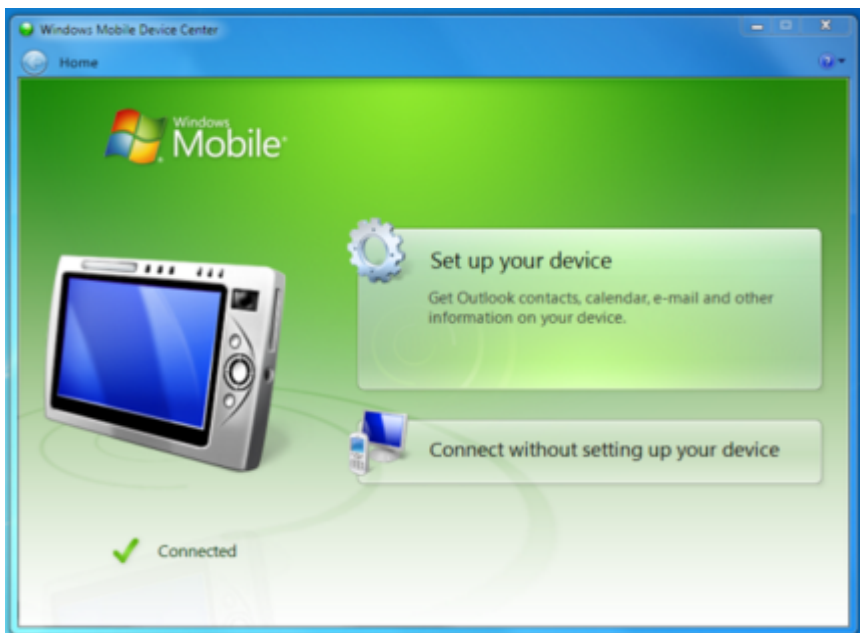 Windows Mobile Device Center
Home
Windows
Mobile®
Set up your device
Get Outlook contacts, calendar, e-mail and other
information on your device.
Connect without setting up your device
Connected